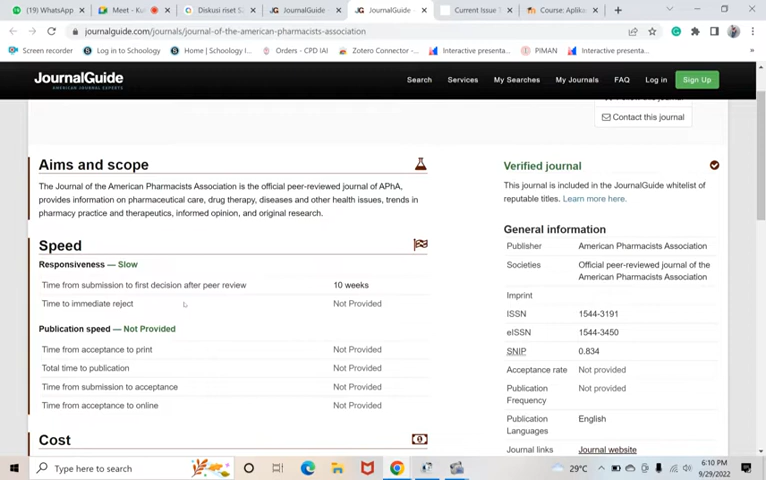 (19) WhatsApp
Meet - Ku
Diskusi riset S
JG JournalGuide
JG JournalGuide -
Current Issue
Course: Aplika
journalguide.com/journals/journal-of-the-american-pharmacists-association
Screen recorder
Log in to Schoology
Home | Schoology I...
Orders - CPD IAI
Zotero Connector -...
Interactive presenta...
PIMAN
Interactive presenta...
JournalGuide
AMERICAN JOURNAL EXPERTS
Search
Services
My Searches
My Journals
FAQ
Log in
Sign Up
Contact this journal
Aims and scope
The Journal of the American Pharmacists Association is the official peer-reviewed journal of APhA,
provides information on pharmaceutical care, drug therapy, diseases and other health issues, trends in
pharmacy practice and therapeutics, informed opinion, and original research.
Speed
Responsiveness — Slow
Time from submission to first decision after peer review 10 weeks
Time to immediate reject Not Provided
Publication speed — Not Provided
Time from acceptance to print Not Provided
Total time to publication Not Provided
Time from submission to acceptance Not Provided
Time from acceptance to online Not Provided
Cost
Verified journal
This journal is included in the JournalGuide whitelist of
reputable titles. Learn more here.
General information
Publisher American Pharmacists Association
Societies Official peer-reviewed journal of the
American Pharmacists Association
Imprint
ISSN 1544-3191
eISSN 1544-3450
SNIP 0.834
Acceptance rate Not provided
Publication Not provided
Frequency
Publication English
Languages
Journal links Journal website
Type here to search
29°C
6:10 PM
9/29/2022